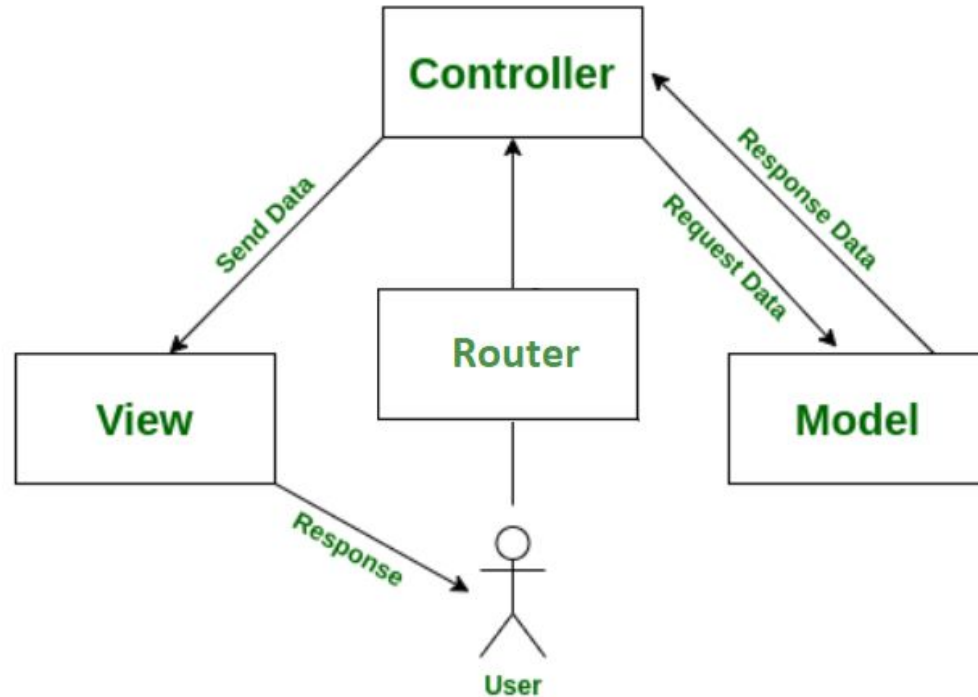 Controller
Send Data
Response Data
Request Data
Router
View
Model
Response
User